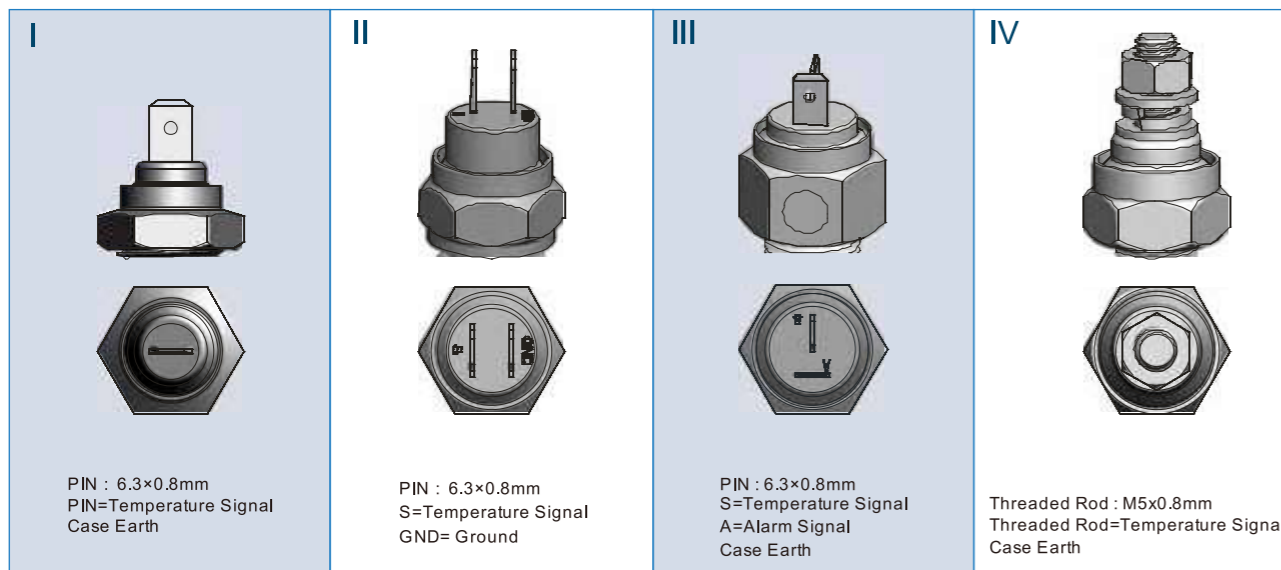 I
II
III
IV
GND
PIN : 6.3×0.8mm
PIN=Temperature Signal
Case Earth
PIN : 6.3×0.8mm
S=Temperature Signal
GND= Ground
PIN : 6.3×0.8mm
S=Temperature Signal
A=Alarm Signal
Case Earth
Threaded Rod : M5x0.8mm
Threaded Rod=Temperature Signa
Case Earth